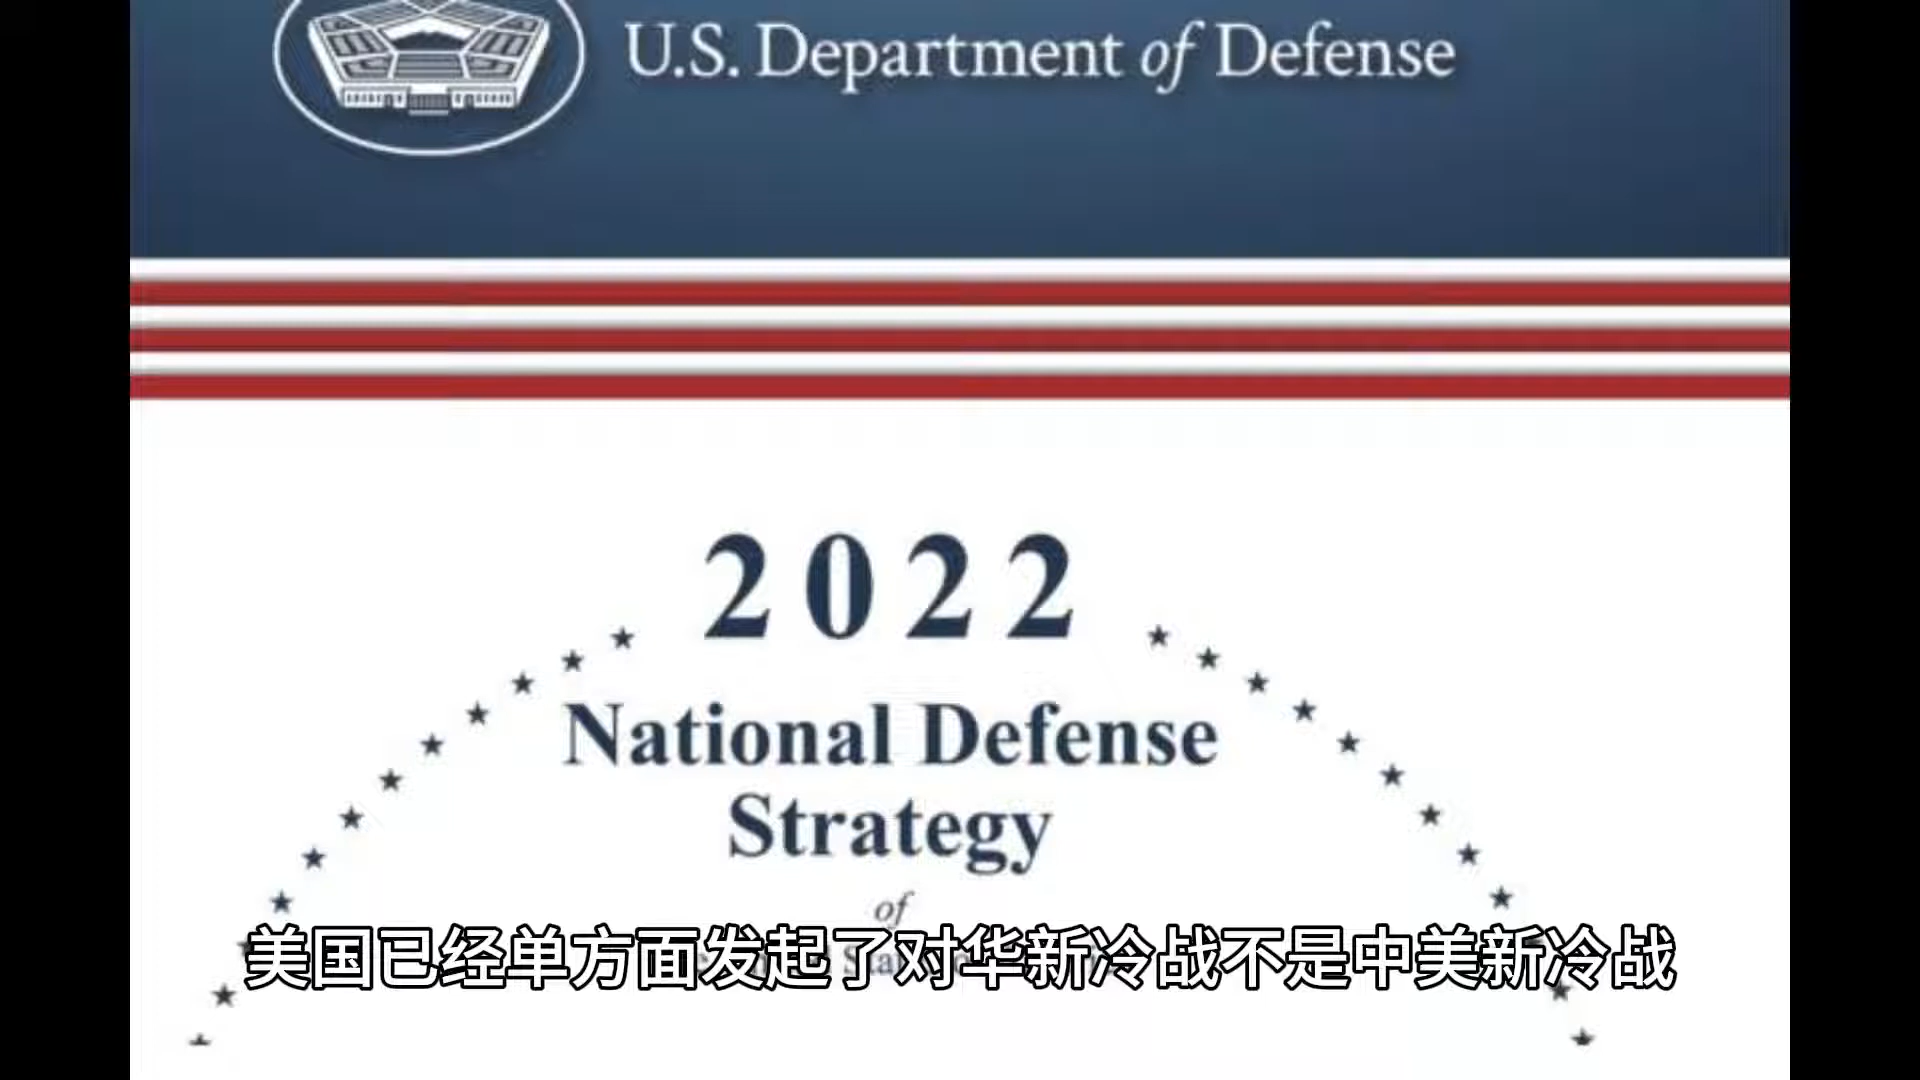 U.S. Department of Defense
2022
National Defense
Strategy
of
美国已经单方面发起了对华新冷战不是中美新冷战